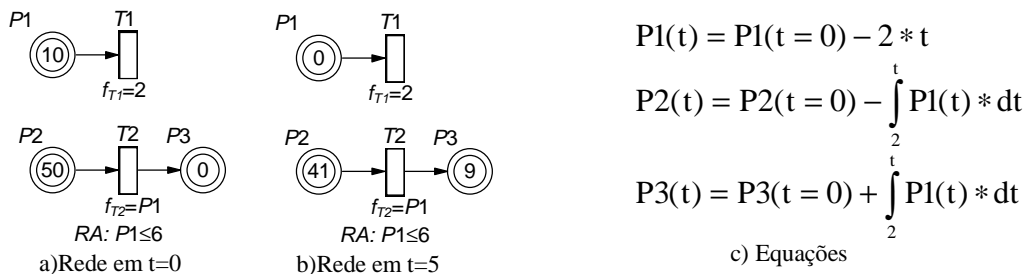 P1
T1
10
f_T1=2
P2
T2
P3
50
0
f_T2=P1
RA: P1≤6
a)Rede em t=0
P1
T1
0
f_T1=2
P2
T2
P3
41
9
f_T2=P1
RA: P1≤6
b)Rede em t=5
P1(t) = P1(t = 0) − 2 * t
P2(t) = P2(t = 0) − ∫₂ᵗ P1(t) * dt
P3(t) = P3(t = 0) + ∫₂ᵗ P1(t) * dt
c) Equações